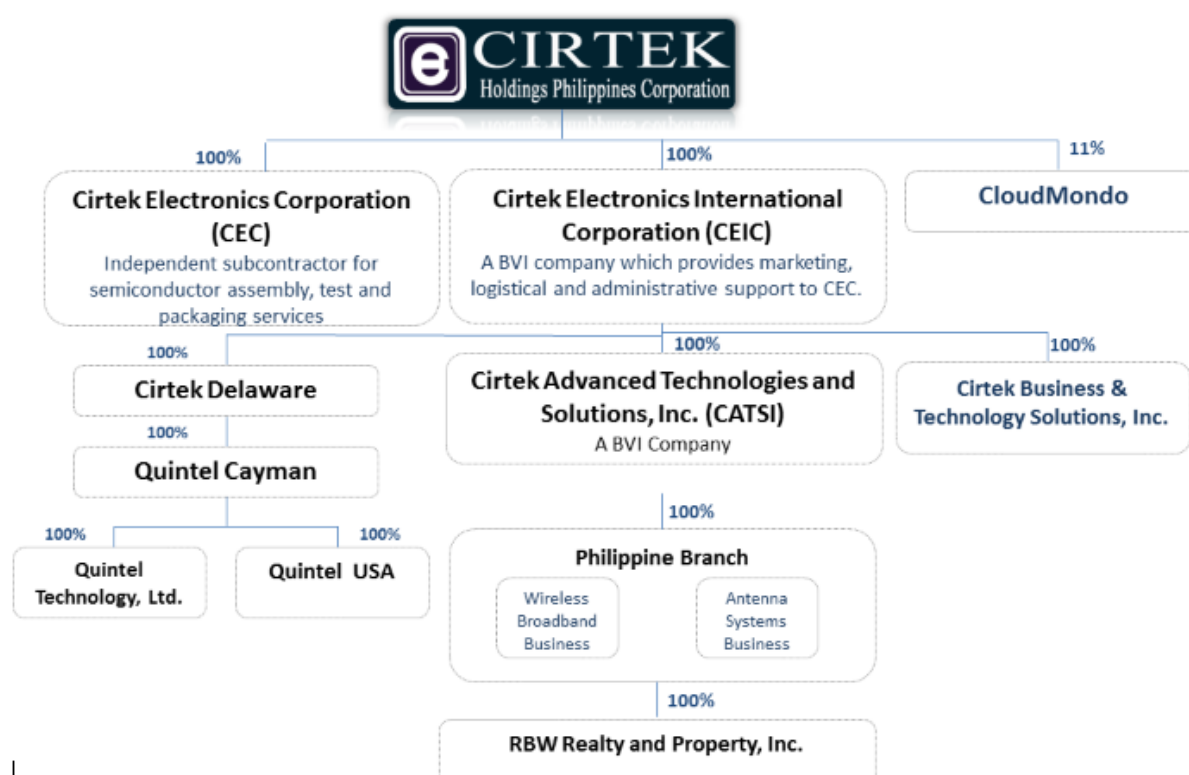 e CIRTEK
Holdings Philippines Corporation
100%
100%
11%
Cirtek Electronics Corporation
(CEC)
Independent subcontractor for
semiconductor assembly, test and
packaging services
Cirtek Electronics International
Corporation (CEIC)
A BVI company which provides marketing,
logistical and administrative support to CEC.
CloudMondo
100%
100%
100%
Cirtek Delaware
Cirtek Advanced Technologies and
Solutions, Inc. (CATSI)
A BVI Company
Cirtek Business &
Technology Solutions, Inc.
100%
Quintel Cayman
100%
100%
Quintel
Technology, Ltd.
Quintel USA
100%
Philippine Branch
Wireless
Broadband
Business
Antenna
Systems
Business
100%
RBW Realty and Property, Inc.